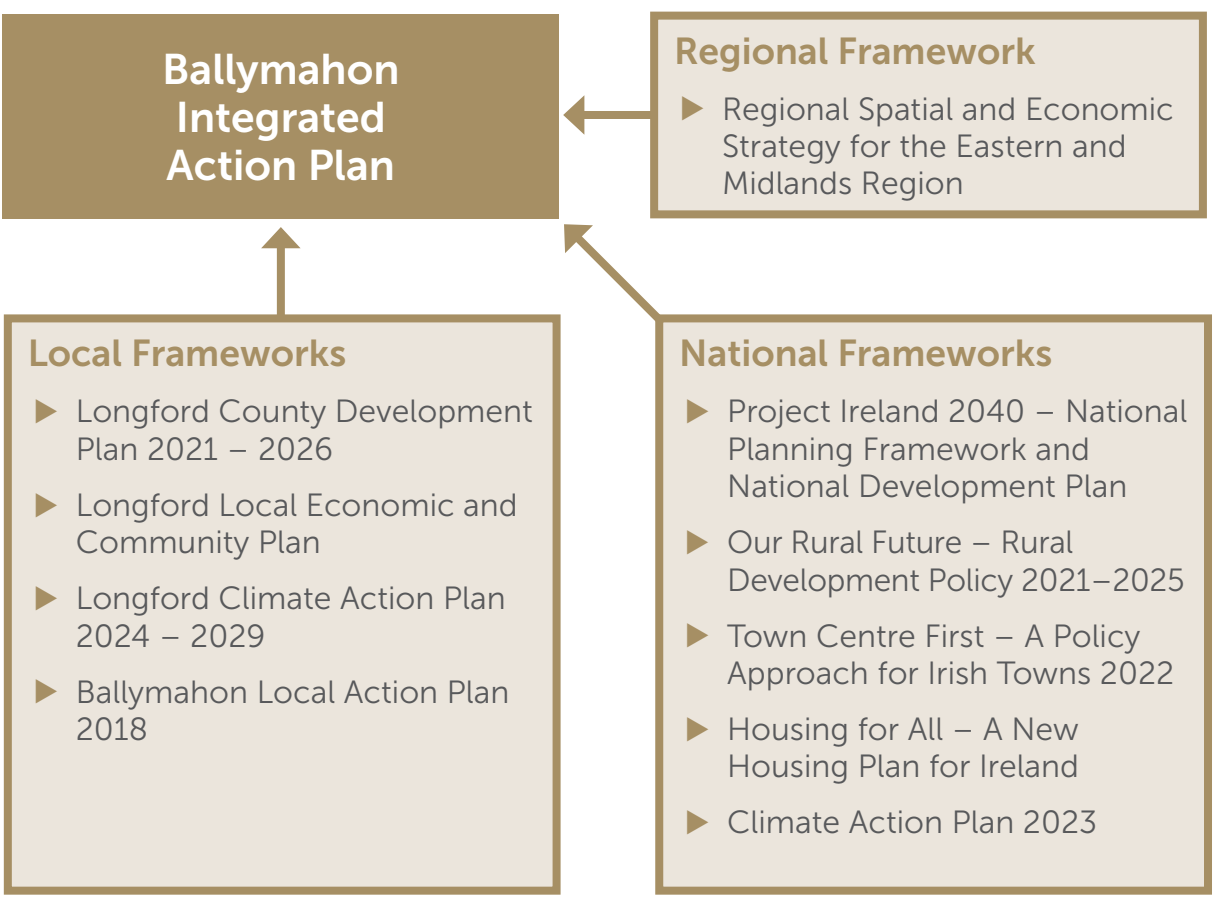 Ballymahon
Integrated
Action Plan
Regional Framework
▶ Regional Spatial and Economic
Strategy for the Eastern and
Midlands Region
Local Frameworks
▶ Longford County Development
Plan 2021 – 2026
▶ Longford Local Economic and
Community Plan
▶ Longford Climate Action Plan
2024 – 2029
▶ Ballymahon Local Action Plan
2018
National Frameworks
▶ Project Ireland 2040 – National
Planning Framework and
National Development Plan
▶ Our Rural Future – Rural
Development Policy 2021–2025
▶ Town Centre First – A Policy
Approach for Irish Towns 2022
▶ Housing for All – A New
Housing Plan for Ireland
▶ Climate Action Plan 2023